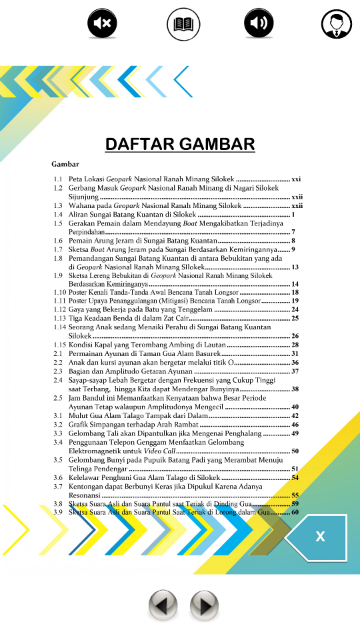 DAFTAR GAMBAR
Gambar
1.1 Peta Lokasi Geopark Nasional Ranah Minang Silokek ........................ xxi
1.2 Gerbang Masuk Geopark Nasional Ranah Minang di Nagari Silokek
Sijunjung ........................ xxii
1.3 Wahana pada Geopark Nasional Ranah Minang Silokek ........................ xxii
1.4 Aliran Sungai Batang Kuantan di Silokek ........................ 1
1.5 Gerakan Pemain dalam Mendayung Boat Mengakibatkan Terjadinya
Perpindahan ........................ 7
1.6 Pemain Arung Jeram di Sungai Batang Kuantan ........................ 8
1.7 Sketsa Boat Arung Jeram pada Sungai Berdasarkan Kemiringannya ........................ 9
1.8 Pemandangan Sungai Batang Kuantan di antara Bebukitan yang ada
di Geopark Nasional Ranah Minang SIlokek ........................ 13
1.9 Sketsa Lereng Bebukitan di Geopark Nasional Ranah Minang Silokek
Berdasarkan Kemiringanya ........................ 14
1.10 Poster Kenali Tanda-Tanda Awal Bencana Tanah Longsor ........................ 18
1.11 Poster Upaya Penanggulangan (Mitigasi) Bencana Tanah Longsor ........................ 19
1.12 Gaya yang Bekerja pada Batu yang Tenggelam ........................ 24
1.13 Tiga Keadaan Benda di dalam Zat Cair ........................ 25
1.14 Seorang Anak sedang Menaiki Perahu di Sungai Batang Kuantan
Silokek ........................ 26
1.15 Kondisi Kapal yang Terombang Ambing di Lautan ........................ 28
2.1 Permainan Ayunan di Taman Gua Alam Basurek ........................ 31
2.2 Anak dan kursi ayunan akan bergetar melalui titik O ........................ 36
2.3 Bagian dan Amplitudo Getaran Ayunan ........................ 37
2.4 Sayap-sayap Lebah Bergetar dengan Frekuensi yang Cukup Tinggi
saat Terbang, hingga Kita dapat Mendengar Bunyinya ........................ 38
2.5 Jam Bandul ini Memanfaatkan Kenyataan bahwa Besar Periode
Ayunan Tetap walaupun Amplitudonya Mengecil ........................ 40
3.1 Mulut Gua Alam Talago Tampak dari Dalam ........................ 42
3.2 Grafik Simpangan terhadap Arah Rambat ........................ 46
3.3 Gelombang Tali akan Dipantulkan jika Mengenai Penghalang ........................ 49
3.4 Penggunaan Telepon Genggam Menfaatkan Gelombang
Elektromagnetik untuk Video Call ........................ 50
3.5 Gelombang Bunyi pada Pupuik Batang Padi yang Merambat Menuju
Telinga Pendengar ........................ 51
3.6 Kelelawar Penghuni Gua Alam Talago di Silokek ........................ 54
3.7 Kentongan dapat Berbunyi Keras jika Dipukul Karena Adanya
Resonansi ........................ 55
3.8 Sketsa Suara Asli dan Suara Pantul saat Teriak di Dinding Gua ........................ 59
3.9 Sketsa Suara Asli dan Suara Pantul Saat Teriak di Lorong dalam Gua ........................ 60
X